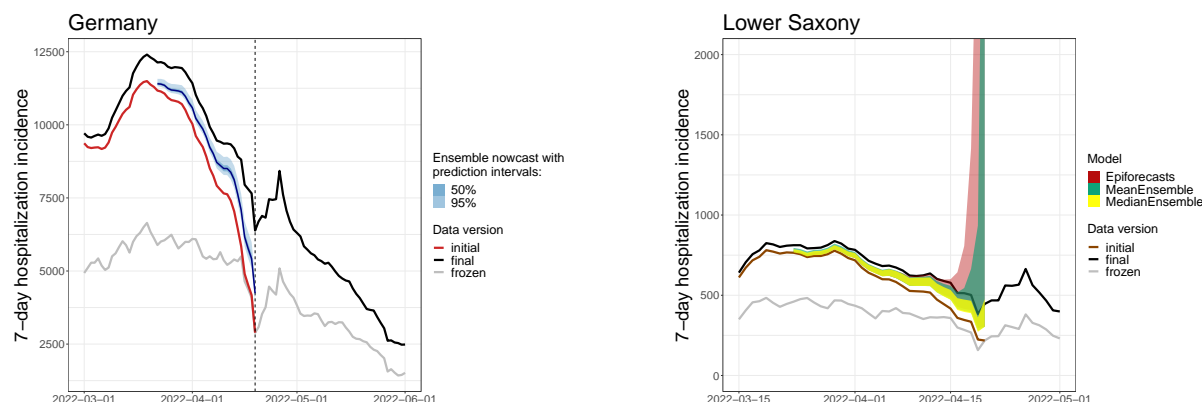 Germany
7−day hospitalization incidence
12500
10000
7500
5000
2500
2022−03−01
2022−04−01
2022−05−01
2022−06−01
Ensemble nowcast with
prediction intervals:
50%
95%
Data version
initial
final
frozen
Lower Saxony
7−day hospitalization incidence
2000
1500
1000
500
0
2022−03−15
2022−04−01
2022−04−15
2022−05−01
Model
Epiforecasts
MeanEnsemble
MedianEnsemble
Data version
initial
final
frozen